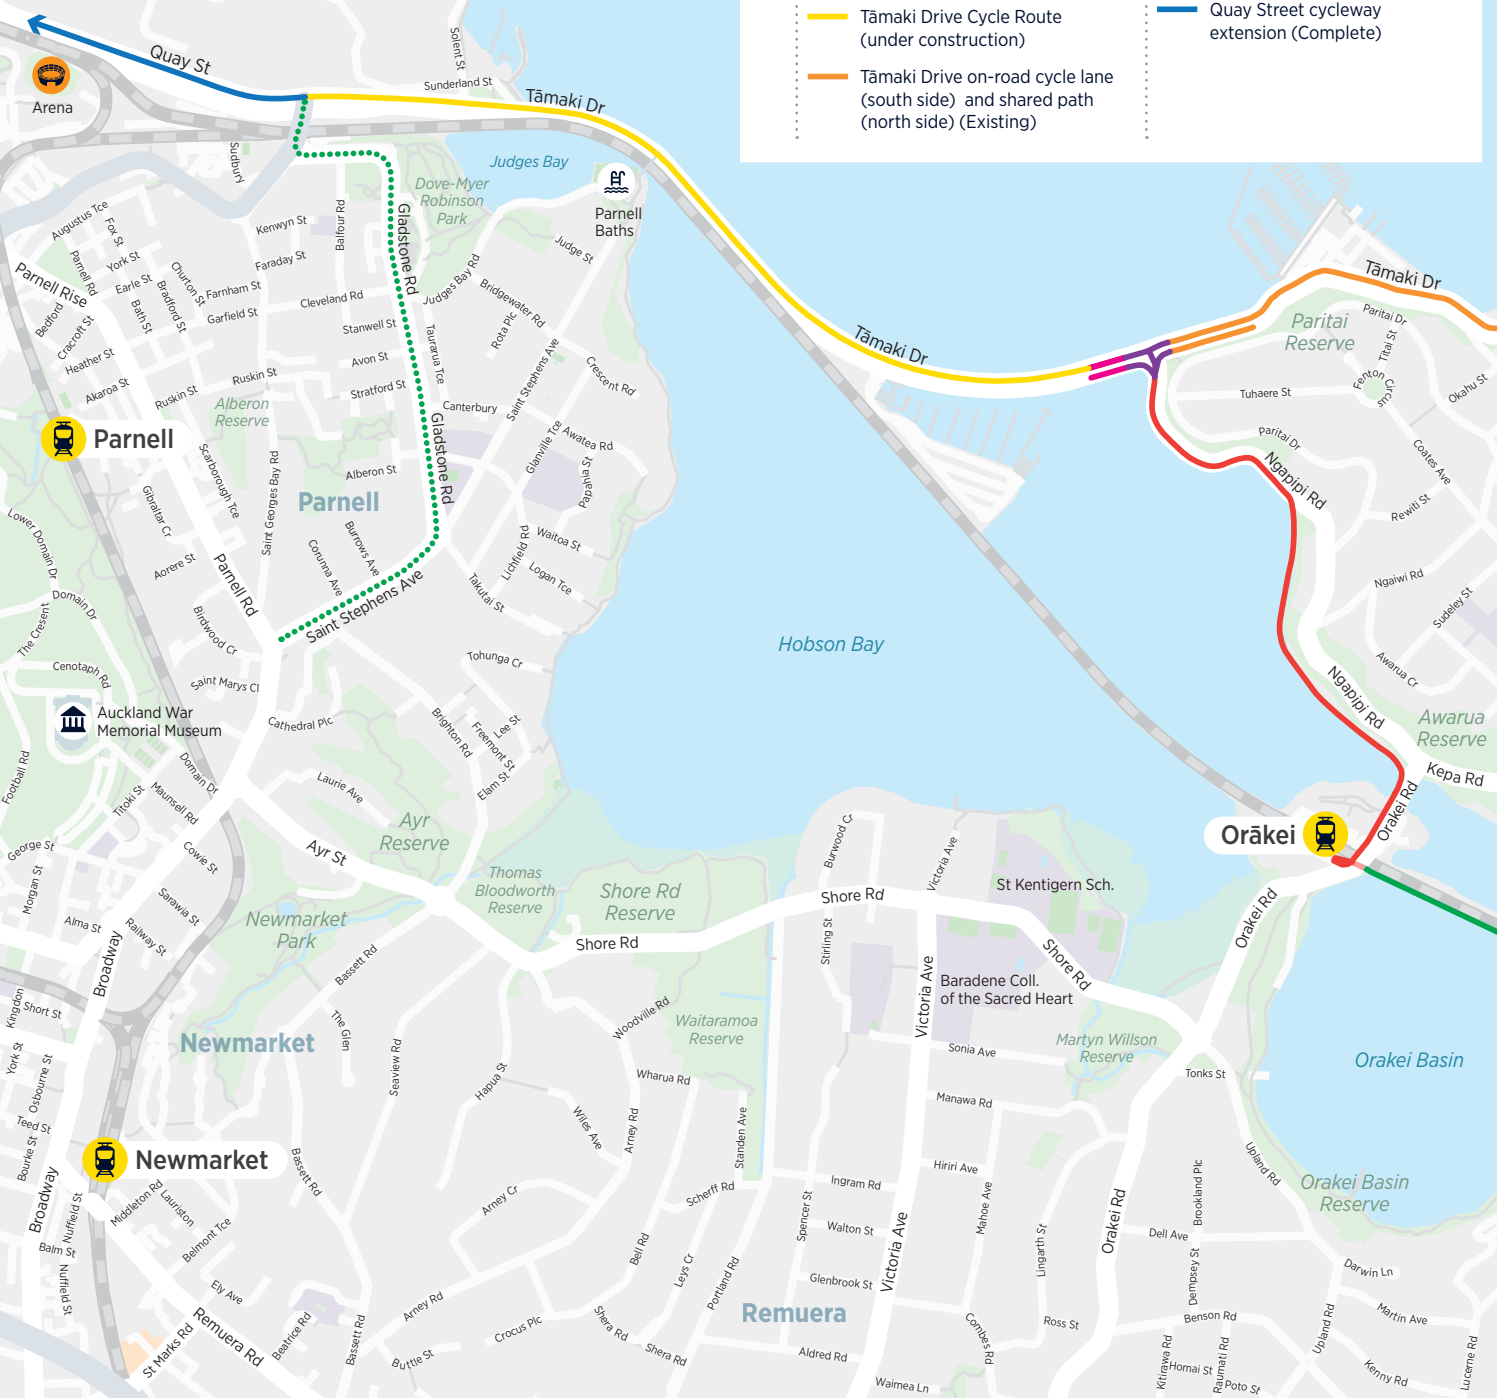 Tāmaki Drive Cycle Route
(under construction)
Tāmaki Drive on-road cycle lane
(south side)  and shared path
(north side) (Existing)
Quay Street cycleway
extension (Complete)
Quay St
Solent St
Sunderland St
Tāmaki Dr
Arena
Sudbury
Judges Bay
Dove-Myer
Robinson
Park
Parnell
Baths
Augustus Tce
Fox St
York St
Parnell Rd
Earle St
Churton St
Bradford St
Bath St
Parnell Rise
Bedford
Cracroft St
Heather St
Akaroa St
Kenwyn St
Balfour Rd
Faraday St
Farnham St
Garfield St
Cleveland Rd
Stanwell St
Avon St
Stratford St
Ruskin St
Ruskin St
Gladstone Rd
Judge St
Judges Bay Rd
Bridgewater Rd
Rota Plc
Taurarua Tce
Saint Stephens Ave
Crescent Rd
Canterbury
Glanville Tce
Awatea Rd
Papahia St
Gladstone Rd
Alberon
Reserve
Alberon St
Parnell
Parnell
Scarborough Tce
Saint Georges Bay Rd
Gibraltar Cr
Aorere St
Parnell Rd
Burrows Ave
Corunna Ave
Saint Stephens Ave
Lichfield Rd
Waitoa St
Logan Tce
Takutai St
Lower Domain Dr
Domain Dr
The Cresent
Cenotaph Rd
Birdwood Cr
Saint Marys Cl
Cathedral Plc
Tohunga Cr
Brighton Rd
Lee St
Freemont St
Elam St
Auckland War
Memorial Museum
Football Rd
Domain Dr
Titoki St
Maunsell Rd
Laurie Ave
Ayr
Reserve
Ayr St
George St
Cowie St
Morgan St
Sarawia St
Alma St
Railway St
Broadway
Newmarket
Park
Thomas
Bloodworth
Reserve
Shore Rd
Reserve
Shore Rd
Bassett Rd
Kingdon
Short St
York St
Osbourne St
Teed St
Bourke St
Newmarket
The Glen
Seaview Rd
Hapua St
Woodville Rd
Waitaramoa
Reserve
Wharua Rd
Wiles Ave
Arney Rd
Standen Ave
Newmarket
Bassett Rd
Arney Cr
Scherff Rd
Broadway
Nuffield St
Middleton Rd
Lauriston
Belmont Tce
Balm St
Nuffield St
Ely Ave
Bell Rd
Leys Cr
Portland Rd
Remuera Rd
St Marks Rd
Beatrice Rd
Bassett Rd
Arney Rd
Buttle St
Crocus Plc
Shera Rd
Shera Rd
Remuera
Tāmaki Dr
Tāmaki Dr
Paritai
Reserve
Paritai Dr
Titai St
Fenton Circus
Okahu St
Tuhaere St
Paritai Dr
Coates Ave
Ngapipi Rd
Rewiti St
Ngaiwi Rd
Sudeley St
Awarua Cr
Ngapipi Rd
Awarua
Reserve
Kepa Rd
Hobson Bay
Orākei
Orakei Rd
Burwood Cr
Victoria Ave
St Kentigern Sch.
Shore Rd
Shore Rd
Stirling St
Baradene Coll.
of the Sacred Heart
Victoria Ave
Orakei Rd
Martyn Willson
Reserve
Sonia Ave
Tonks St
Orakei Basin
Manawa Rd
Hiriri Ave
Upland Rd
Orakei Basin
Reserve
Ingram Rd
Spencer St
Walton St
Mahoe Ave
Lingarth St
Orakei Rd
Brookland Plc
Dell Ave
Victoria Ave
Glenbrook St
Dempsey St
Darwin Ln
Martin Ave
Benson Rd
Ross St
Combes Rd
Upland Rd
Aldred Rd
Kitirawa Rd
Homai St
Raumati Rd
Poto St
Kenny Rd
Lucerne Rd
Waimea Ln